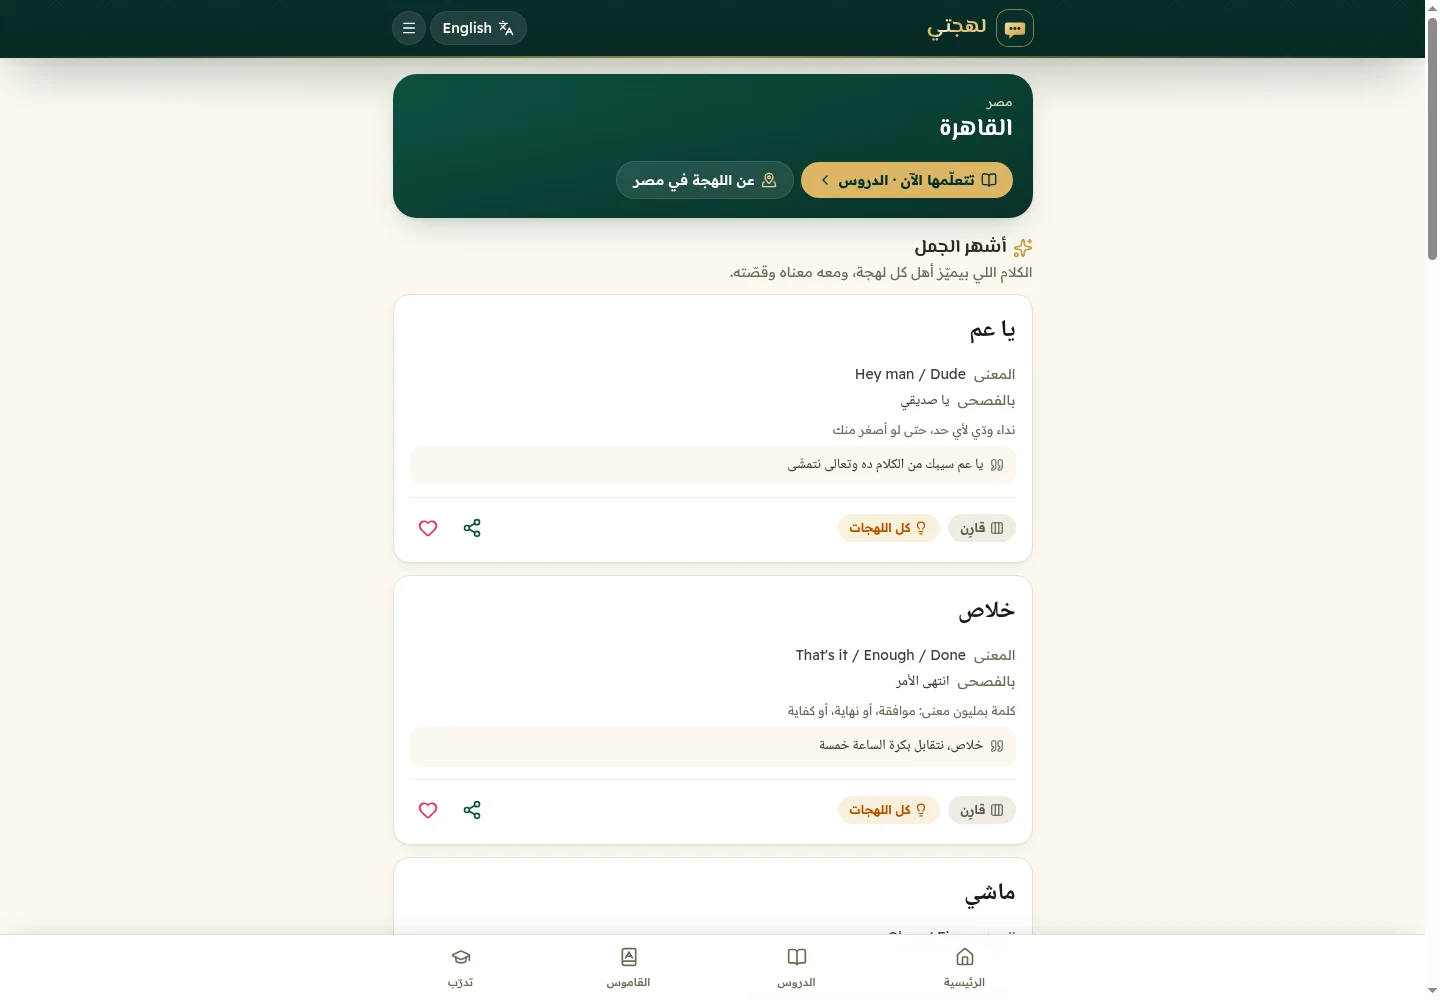 لهجتي
English
مصر
القاهرة
تتعلّمها الآن · الدروس
عن اللهجة في مصر
أشهر الجمل
الكلام اللي بيميّز أهل كل لهجة، ومعه معناه وقصّته.
يا عم
المعنى Hey man / Dude
بالفصحى يا صديقي
نداء ودّي لأي حد، حتى لو أصغر منك
يا عم سيبك من الكلام ده وتعالى نتمشّى
قارِن
كل اللهجات
خلاص
المعنى That's it / Enough / Done
بالفصحى انتهى الأمر
كلمة بمليون معنى: موافقة، أو نهاية، أو كفاية
خلاص، نتقابل بكرة الساعة خمسة
قارِن
كل اللهجات
ماشي
الرئيسية
الدروس
القاموس
تدرّب